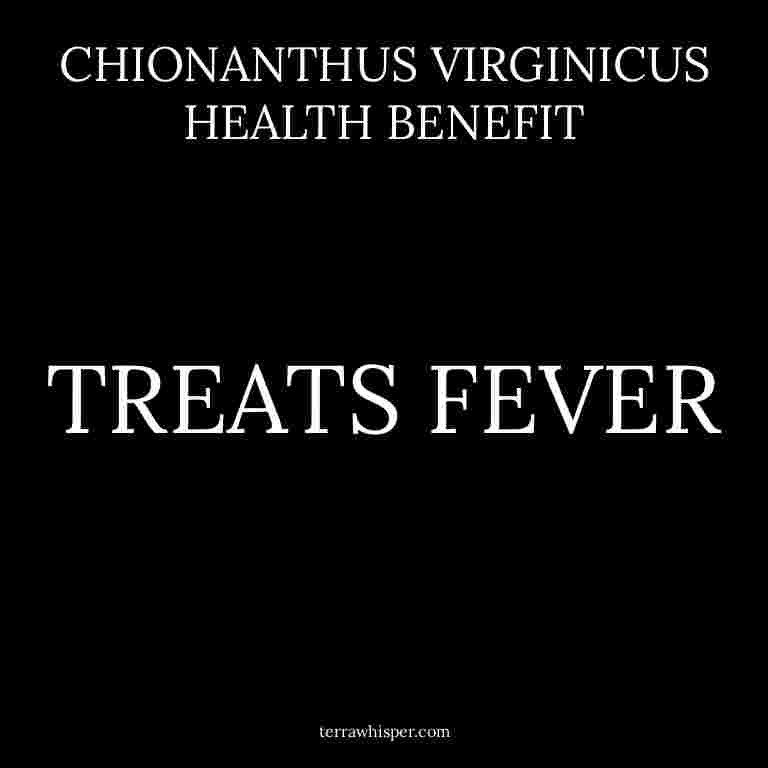 CHIONANTHUS VIRGINICUS
HEALTH BENEFIT
TREATS FEVER
terrawhisper.com